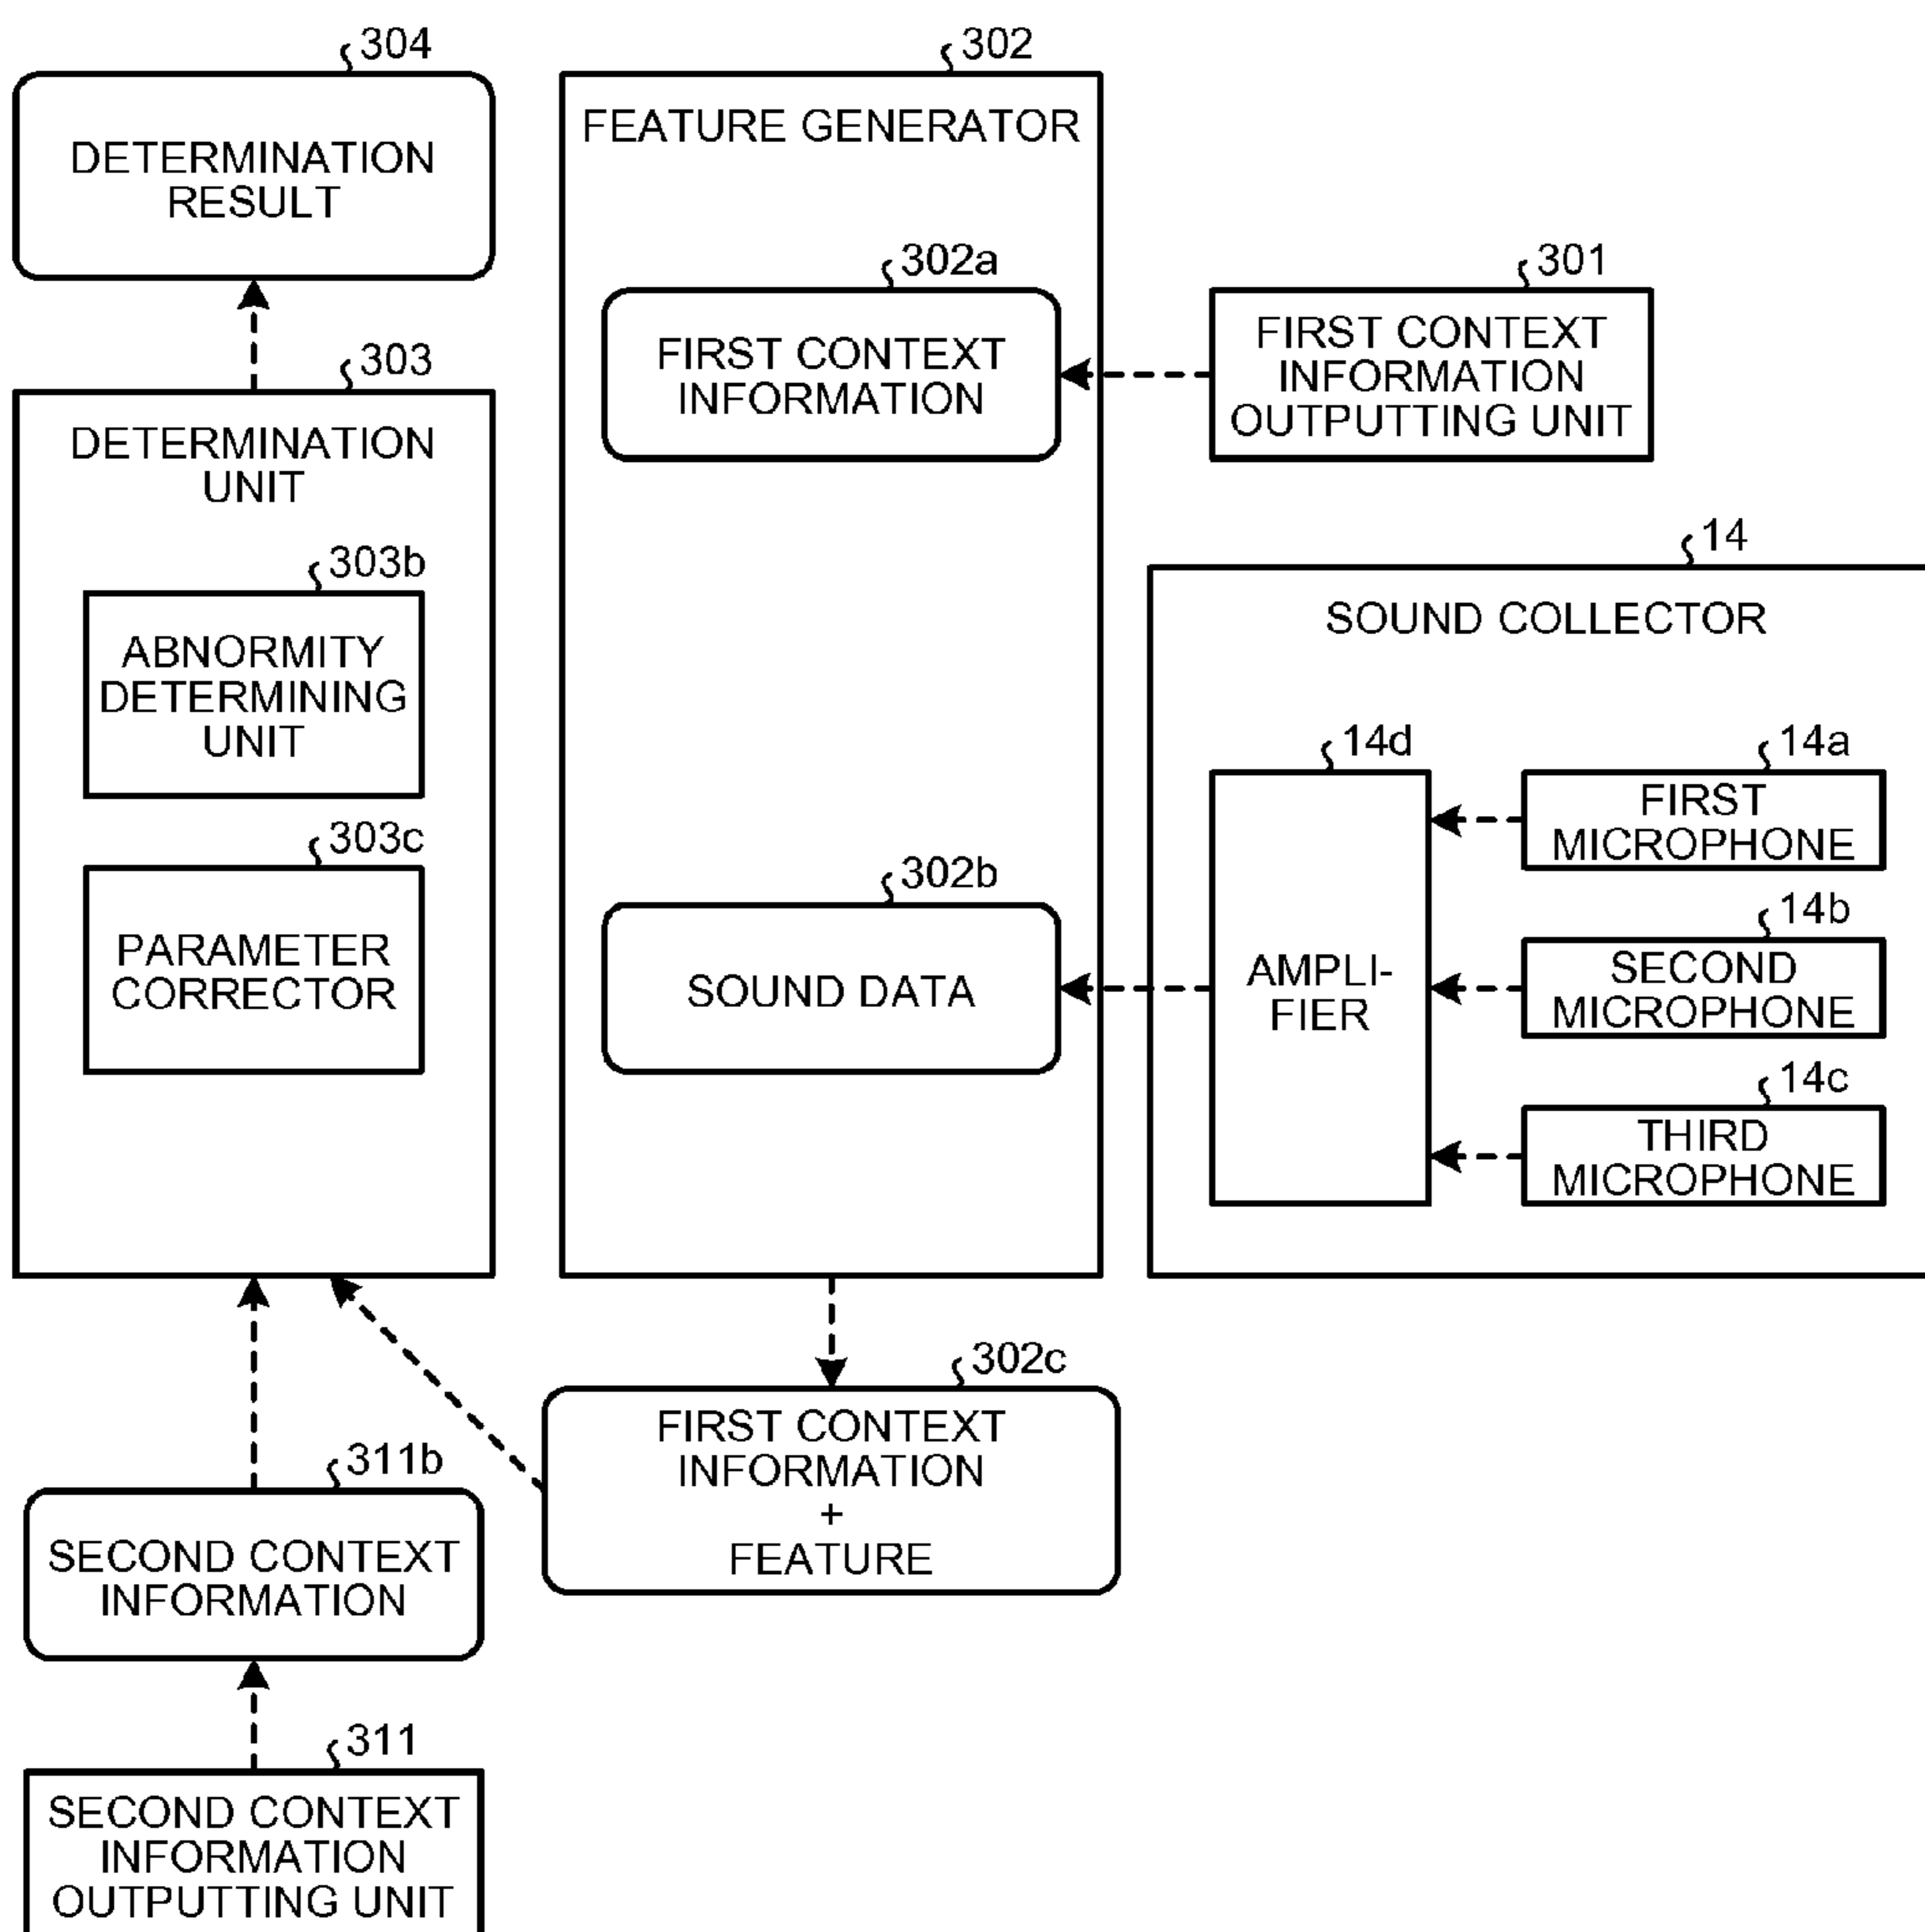 304
DETERMINATION
RESULT
303
DETERMINATION
UNIT
303b
ABNORMITY
DETERMINING
UNIT
303c
PARAMETER
CORRECTOR
302
FEATURE GENERATOR
302a
FIRST CONTEXT
INFORMATION
302b
SOUND DATA
301
FIRST CONTEXT
INFORMATION
OUTPUTTING UNIT
14
SOUND COLLECTOR
14d
AMPLI-
FIER
14a
FIRST
MICROPHONE
14b
SECOND
MICROPHONE
14c
THIRD
MICROPHONE
302c
FIRST CONTEXT
INFORMATION
+
FEATURE
311b
SECOND CONTEXT
INFORMATION
311
SECOND CONTEXT
INFORMATION
OUTPUTTING UNIT